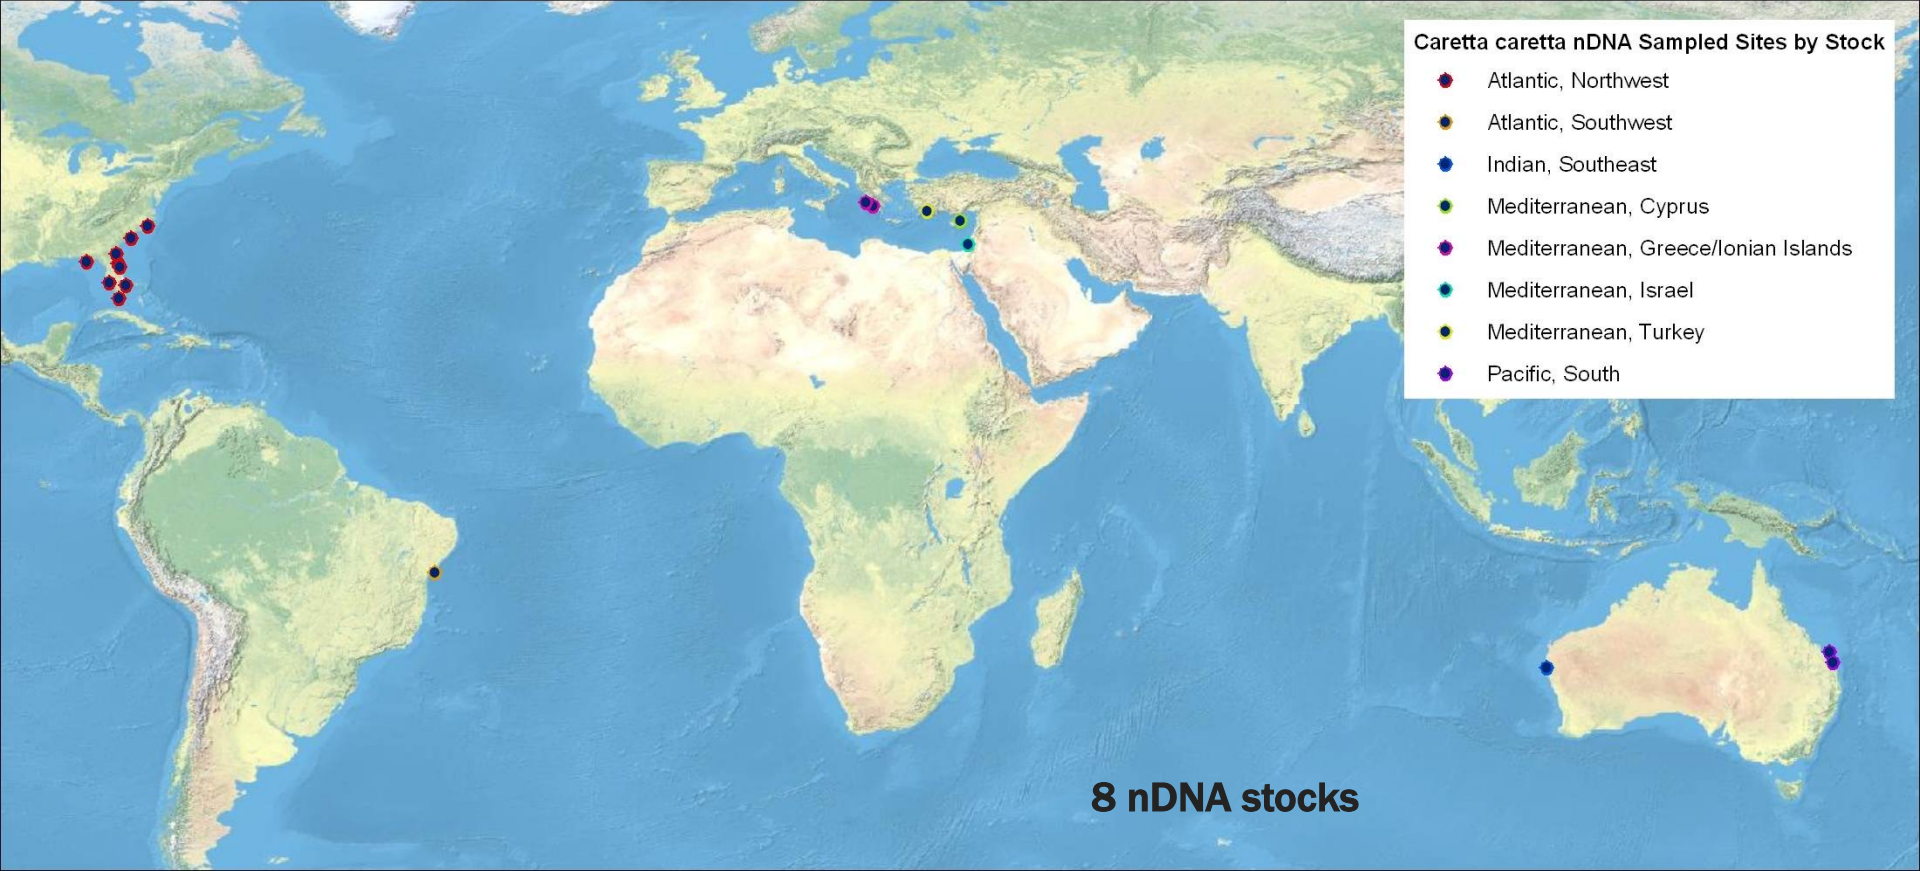 Caretta caretta nDNA Sampled Sites by Stock
Atlantic, Northwest
Atlantic, Southwest
Indian, Southeast
Mediterranean, Cyprus
Mediterranean, Greece/Ionian Islands
Mediterranean, Israel
Mediterranean, Turkey
Pacific, South
8 nDNA stocks